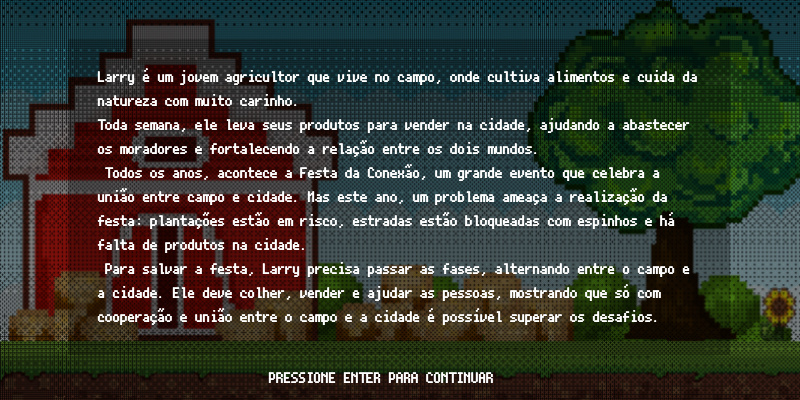 Larry é um jovem agricultor que vive no campo, onde cultiva alimentos e cuida da
natureza com muito carinho.
Toda semana, ele leva seus produtos para vender na cidade, ajudando a abastecer
os moradores e fortalecendo a relação entre os dois mundos.
Todos os anos, acontece a Festa da Conexão, um grande evento que celebra a
união entre campo e cidade. Mas este ano, um problema ameaça a realização da
festa: plantações estão em risco, estradas estão bloqueadas com espinhos e há
falta de produtos na cidade.
Para salvar a festa, Larry precisa passar as fases, alternando entre o campo e
a cidade. Ele deve colher, vender e ajudar as pessoas, mostrando que só com
cooperação e união entre o campo e a cidade é possível superar os desafios.
PRESSIONE ENTER PARA CONTINUAR